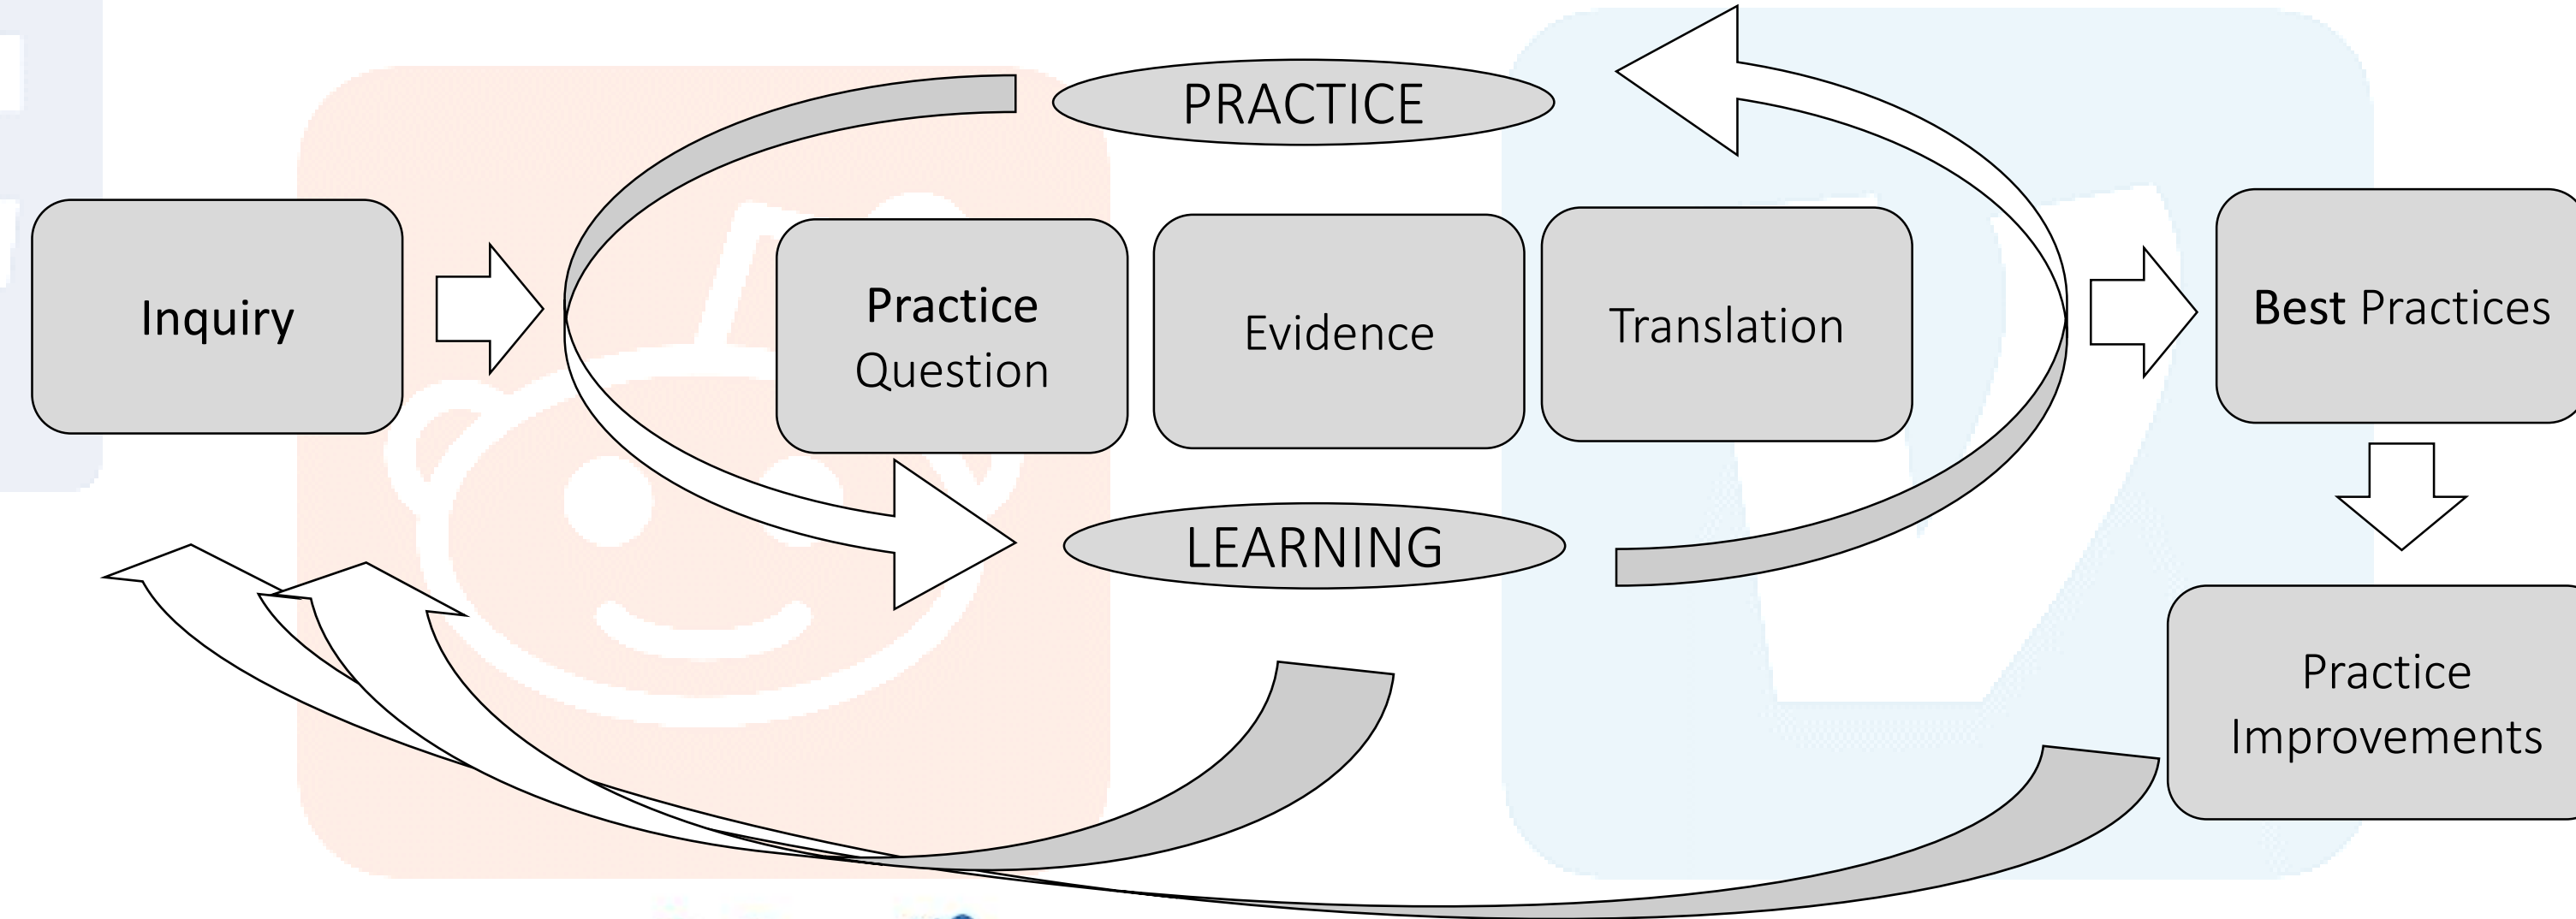 PRACTICE
Inquiry
Practice
Question
Evidence
Translation
Best Practices
LEARNING
Practice
Improvements